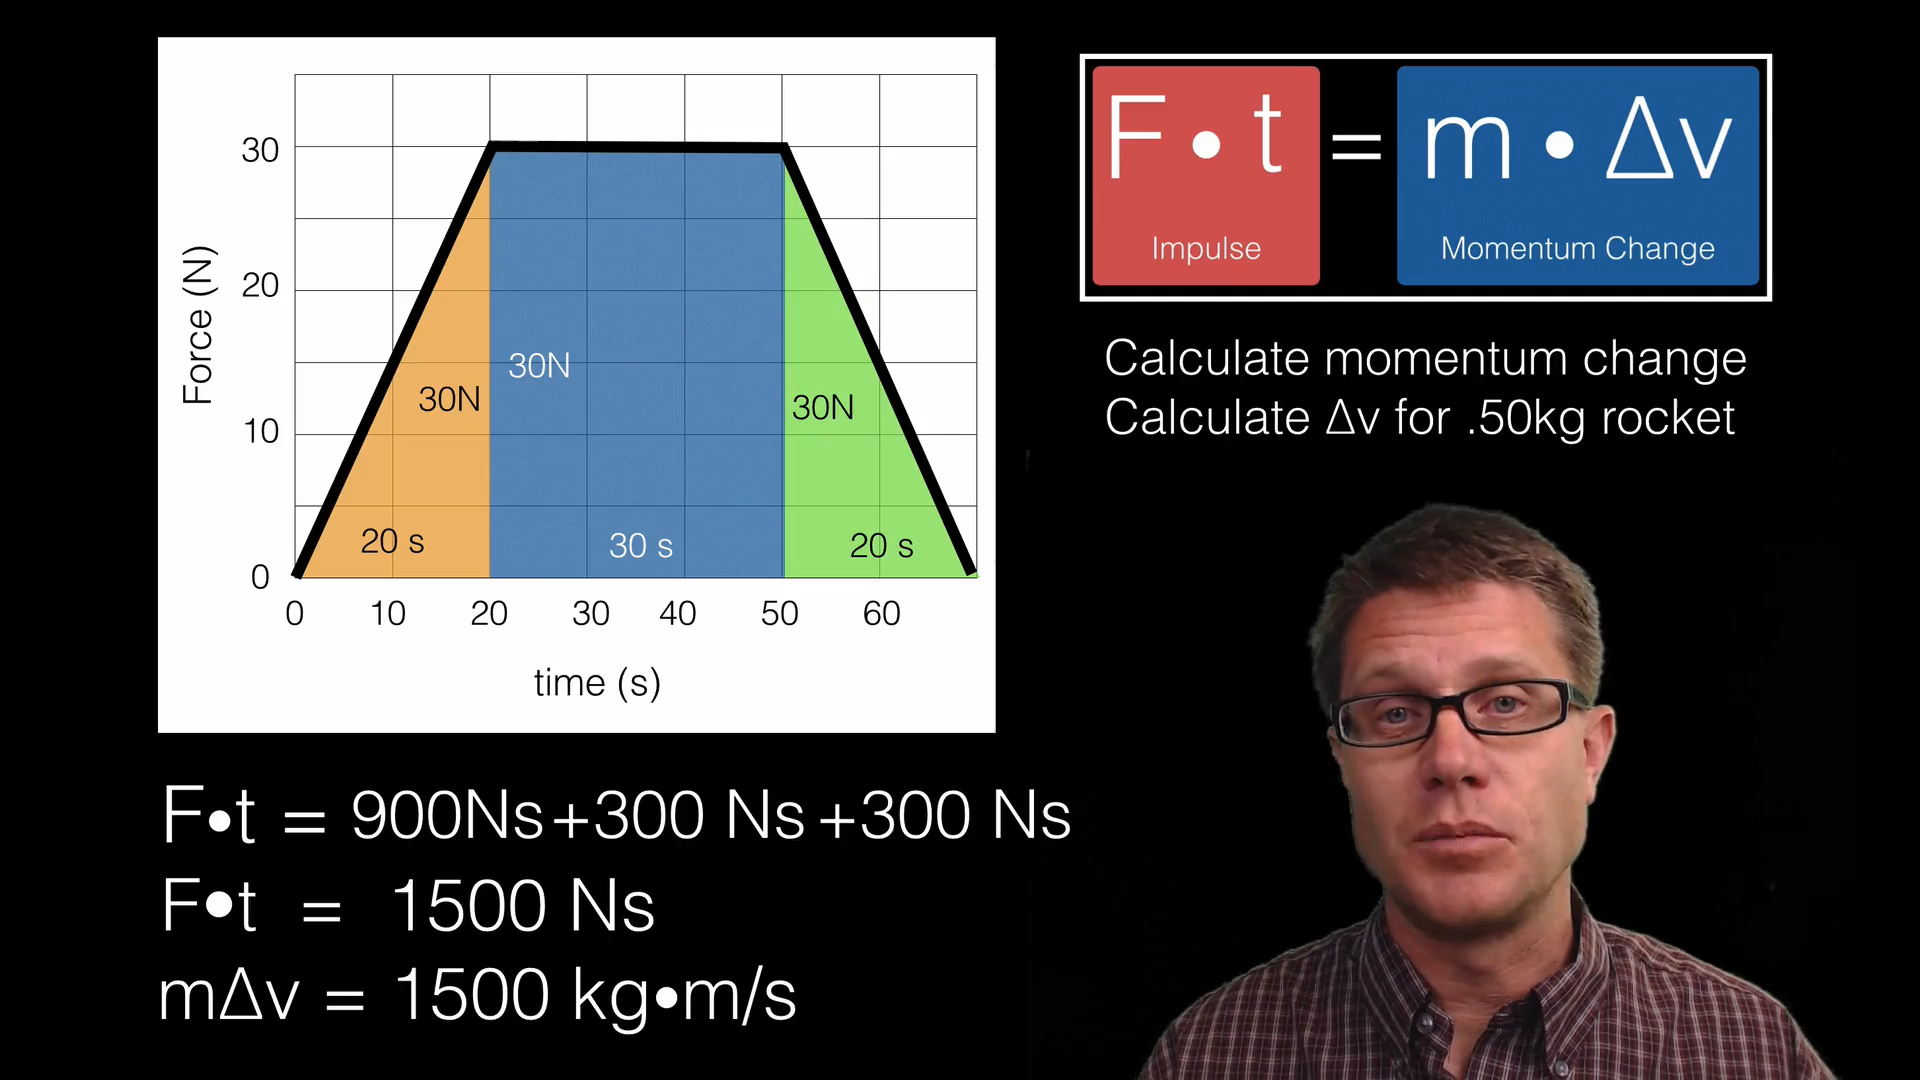 30
20
10
0
Force (N)
30N
30N
30N
20 s
30 s
20 s
0 10 20 30 40 50 60
time (s)
F•t = m•Δv
Impulse
Momentum Change
Calculate momentum change
Calculate Δv for .50kg rocket
F•t = 900Ns+300 Ns+300 Ns
F•t = 1500 Ns
mΔv = 1500 kg•m/s